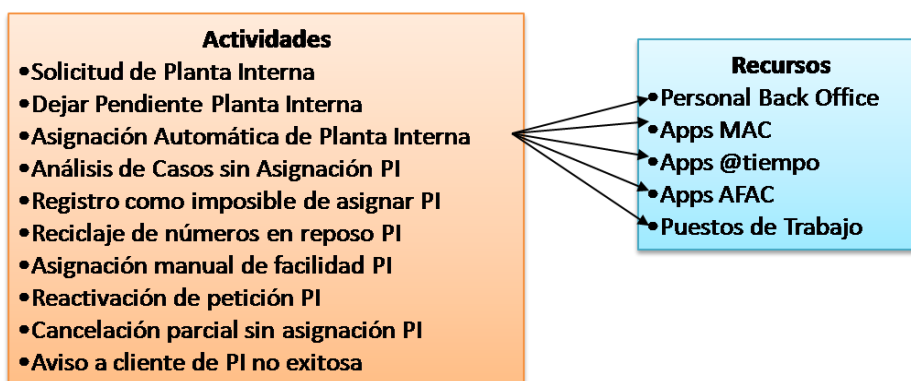 Actividades
•Solicitud de Planta Interna
•Dejar Pendiente Planta Interna
•Asignación Automática de Planta Interna
•Análisis de Casos sin Asignación PI
•Registro como imposible de asignar PI
•Reciclaje de números en reposo PI
•Asignación manual de facilidad PI
•Reactivación de petición PI
•Cancelación parcial sin asignación PI
•Aviso a cliente de PI no exitosa
Recursos
•Personal Back Office
•Apps MAC
•Apps @tiempo
•Apps AFAC
•Puestos de Trabajo